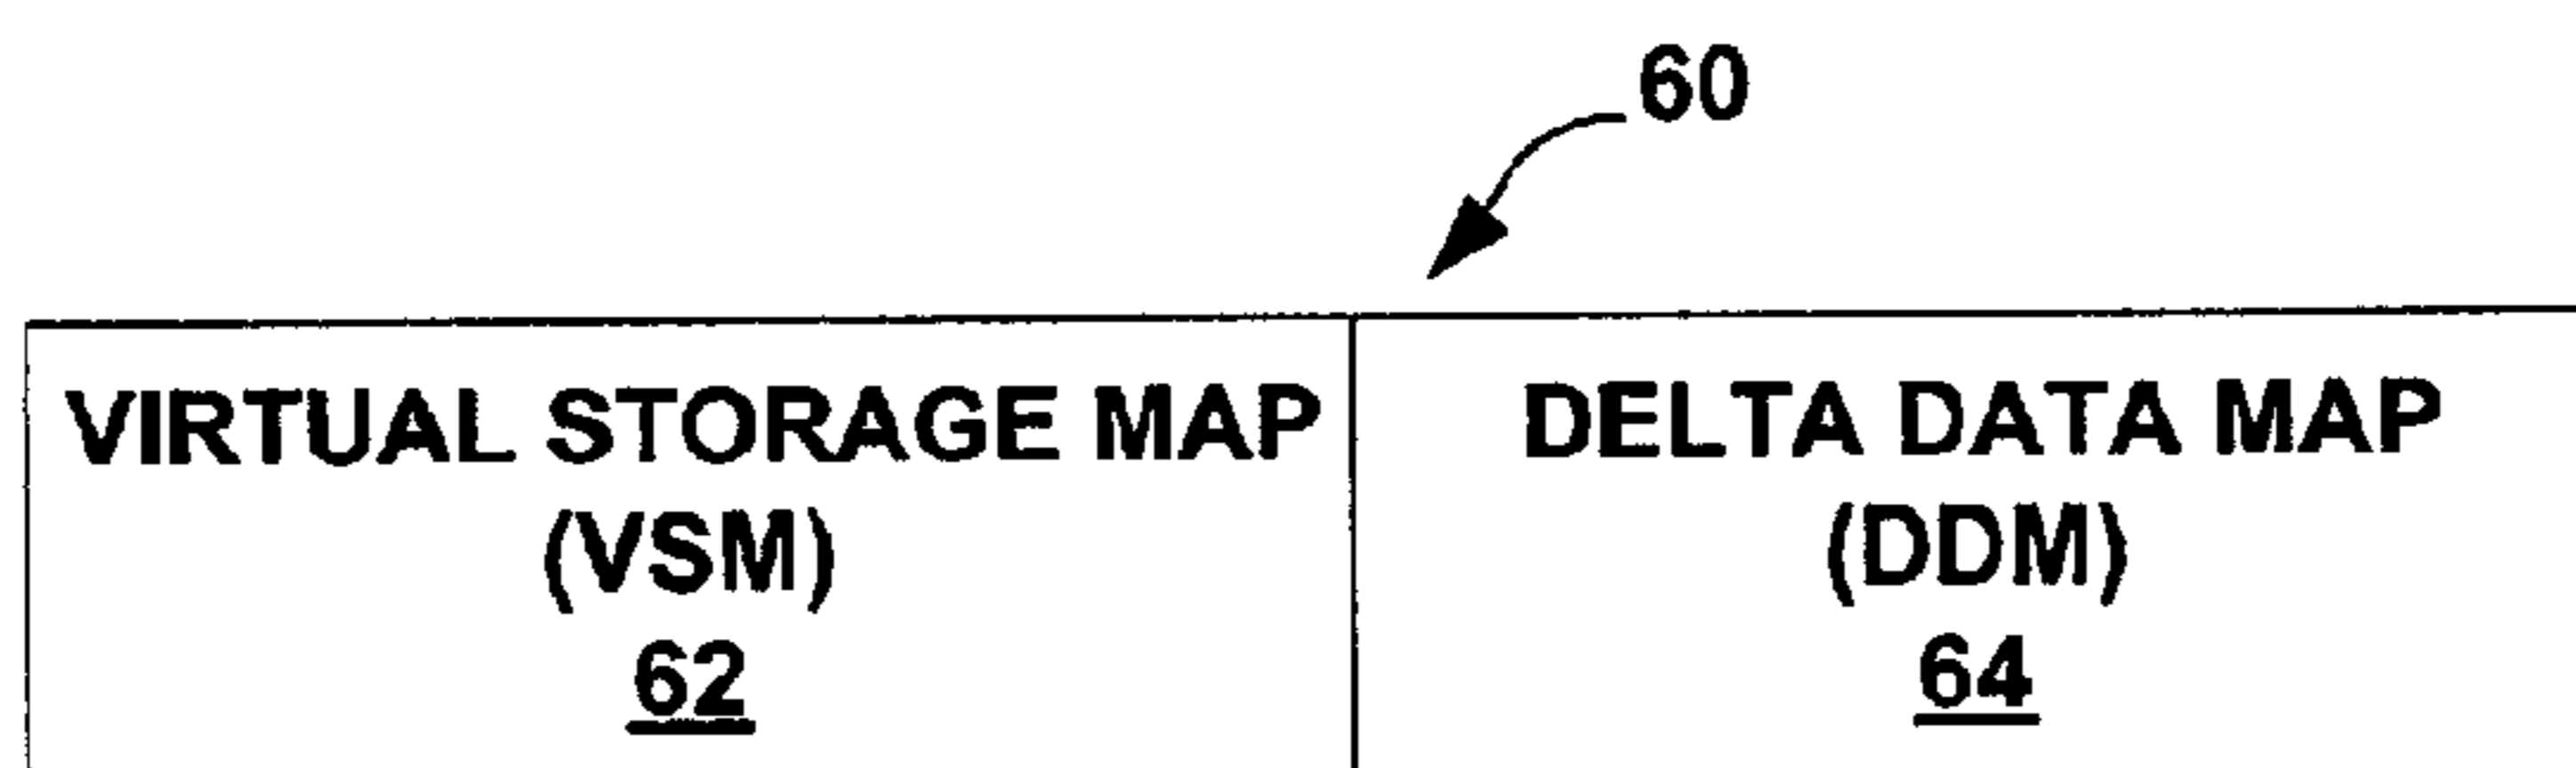 60
VIRTUAL STORAGE MAP
(VSM)
62
DELTA DATA MAP
(DDM)
64